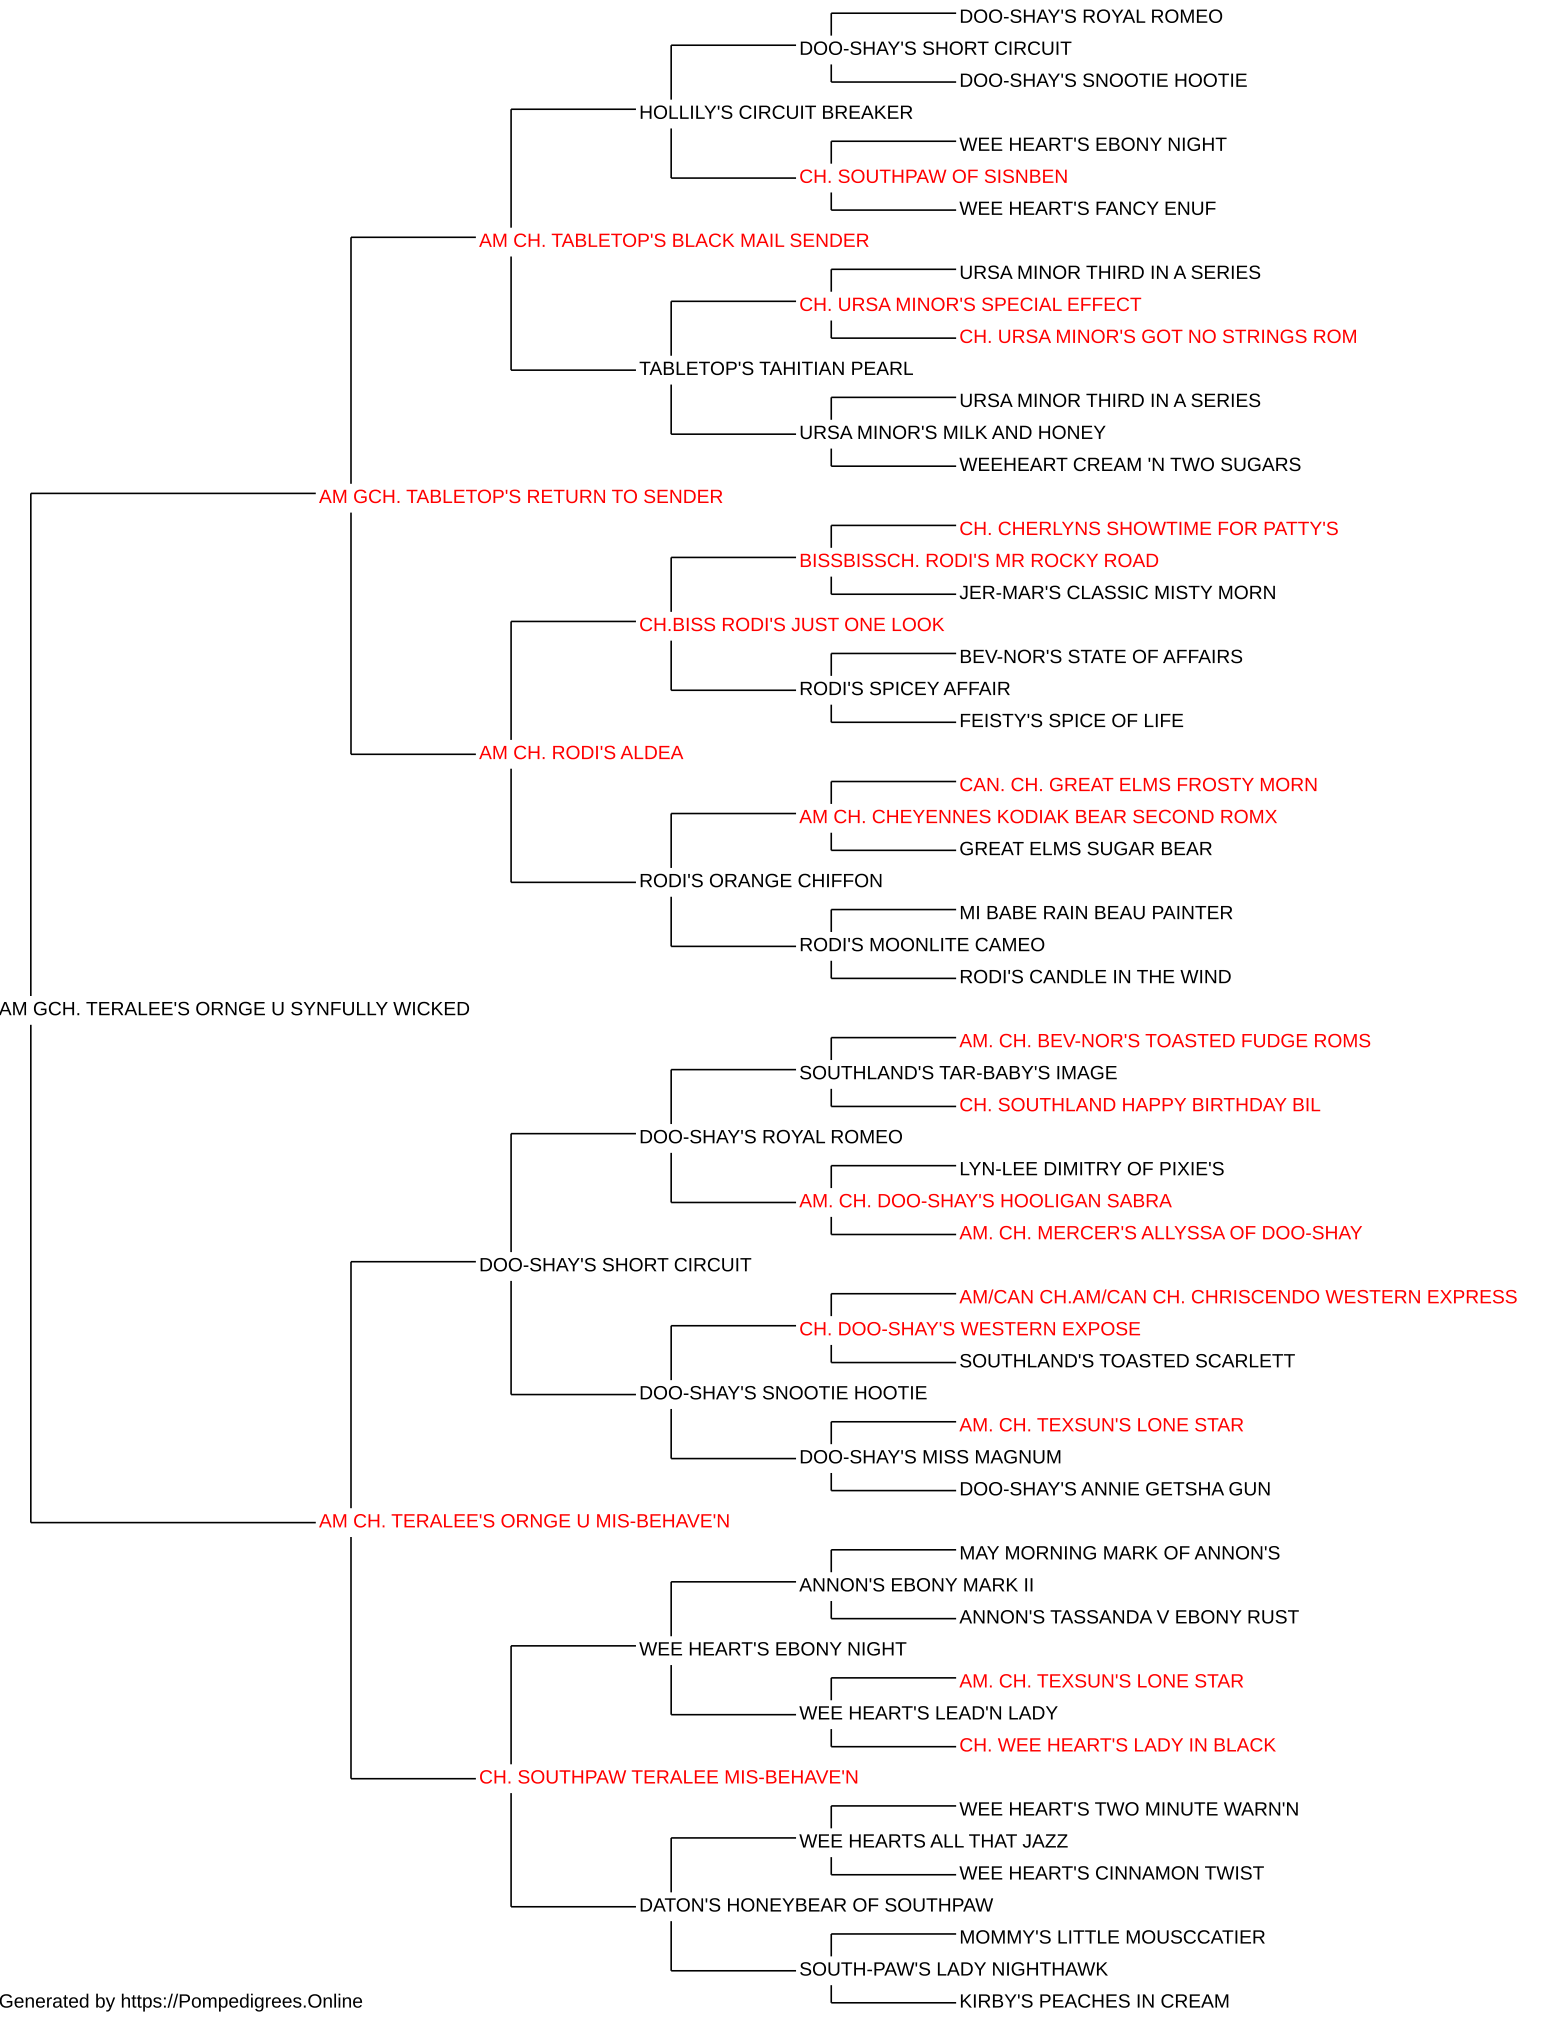 DOO-SHAY'S ROYAL ROMEO
DOO-SHAY'S SHORT CIRCUIT
DOO-SHAY'S SNOOTIE HOOTIE
HOLLILY'S CIRCUIT BREAKER
WEE HEART'S EBONY NIGHT
CH. SOUTHPAW OF SISNBEN
WEE HEART'S FANCY ENUF
AM CH. TABLETOP'S BLACK MAIL SENDER
URSA MINOR THIRD IN A SERIES
CH. URSA MINOR'S SPECIAL EFFECT
CH. URSA MINOR'S GOT NO STRINGS ROM
TABLETOP'S TAHITIAN PEARL
URSA MINOR THIRD IN A SERIES
URSA MINOR'S MILK AND HONEY
WEEHEART CREAM 'N TWO SUGARS
AM GCH. TABLETOP'S RETURN TO SENDER
CH. CHERLYNS SHOWTIME FOR PATTY'S
BISSBISSCH. RODI'S MR ROCKY ROAD
JER-MAR'S CLASSIC MISTY MORN
CH.BISS RODI'S JUST ONE LOOK
BEV-NOR'S STATE OF AFFAIRS
RODI'S SPICEY AFFAIR
FEISTY'S SPICE OF LIFE
AM CH. RODI'S ALDEA
CAN. CH. GREAT ELMS FROSTY MORN
AM CH. CHEYENNES KODIAK BEAR SECOND ROMX
GREAT ELMS SUGAR BEAR
RODI'S ORANGE CHIFFON
MI BABE RAIN BEAU PAINTER
RODI'S MOONLITE CAMEO
RODI'S CANDLE IN THE WIND
AM GCH. TERALEE'S ORNGE U SYNFULLY WICKED
AM. CH. BEV-NOR'S TOASTED FUDGE ROMS
SOUTHLAND'S TAR-BABY'S IMAGE
CH. SOUTHLAND HAPPY BIRTHDAY BIL
DOO-SHAY'S ROYAL ROMEO
LYN-LEE DIMITRY OF PIXIE'S
AM. CH. DOO-SHAY'S HOOLIGAN SABRA
AM. CH. MERCER'S ALLYSSA OF DOO-SHAY
DOO-SHAY'S SHORT CIRCUIT
AM/CAN CH.AM/CAN CH. CHRISCENDO WESTERN EXPRESS
CH. DOO-SHAY'S WESTERN EXPOSE
SOUTHLAND'S TOASTED SCARLETT
DOO-SHAY'S SNOOTIE HOOTIE
AM. CH. TEXSUN'S LONE STAR
DOO-SHAY'S MISS MAGNUM
DOO-SHAY'S ANNIE GETSHA GUN
AM CH. TERALEE'S ORNGE U MIS-BEHAVE'N
MAY MORNING MARK OF ANNON'S
ANNON'S EBONY MARK II
ANNON'S TASSANDA V EBONY RUST
WEE HEART'S EBONY NIGHT
AM. CH. TEXSUN'S LONE STAR
WEE HEART'S LEAD'N LADY
CH. WEE HEART'S LADY IN BLACK
CH. SOUTHPAW TERALEE MIS-BEHAVE'N
WEE HEART'S TWO MINUTE WARN'N
WEE HEARTS ALL THAT JAZZ
WEE HEART'S CINNAMON TWIST
DATON'S HONEYBEAR OF SOUTHPAW
MOMMY'S LITTLE MOUSCCATIER
SOUTH-PAW'S LADY NIGHTHAWK
KIRBY'S PEACHES IN CREAM
Generated by https://Pompedigrees.Online